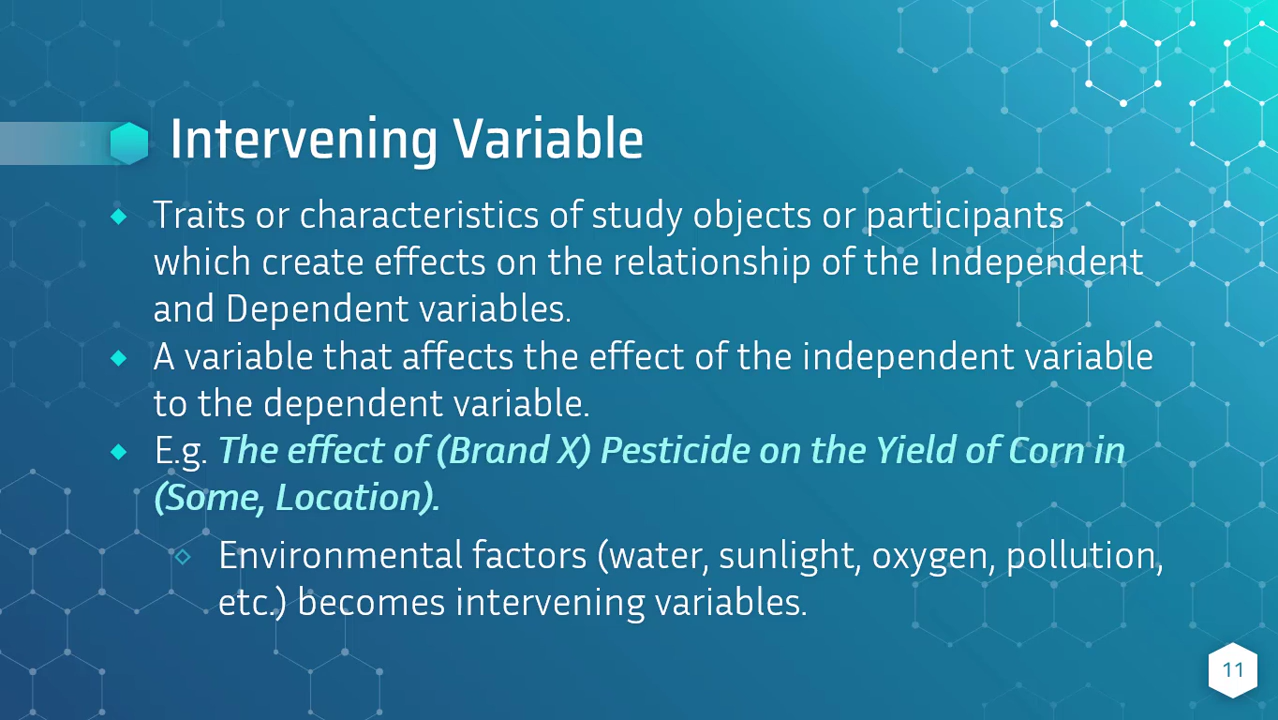 Intervening Variable
Traits or characteristics of study objects or participants
which create effects on the relationship of the Independent
and Dependent variables.
A variable that affects the effect of the independent variable
to the dependent variable.
E.g. The effect of (Brand X) Pesticide on the Yield of Corn in
(Some, Location).
Environmental factors (water, sunlight, oxygen, pollution,
etc.) becomes intervening variables.
11